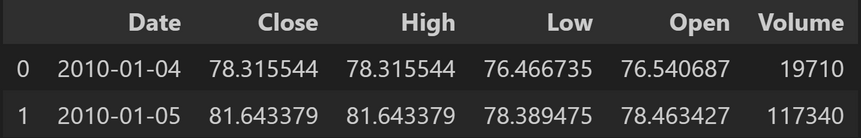 Date Close High Low Open Volume
0 2010-01-04 78.315544 78.315544 76.466735 76.540687 19710
1 2010-01-05 81.643379 81.643379 78.389475 78.463427 117340